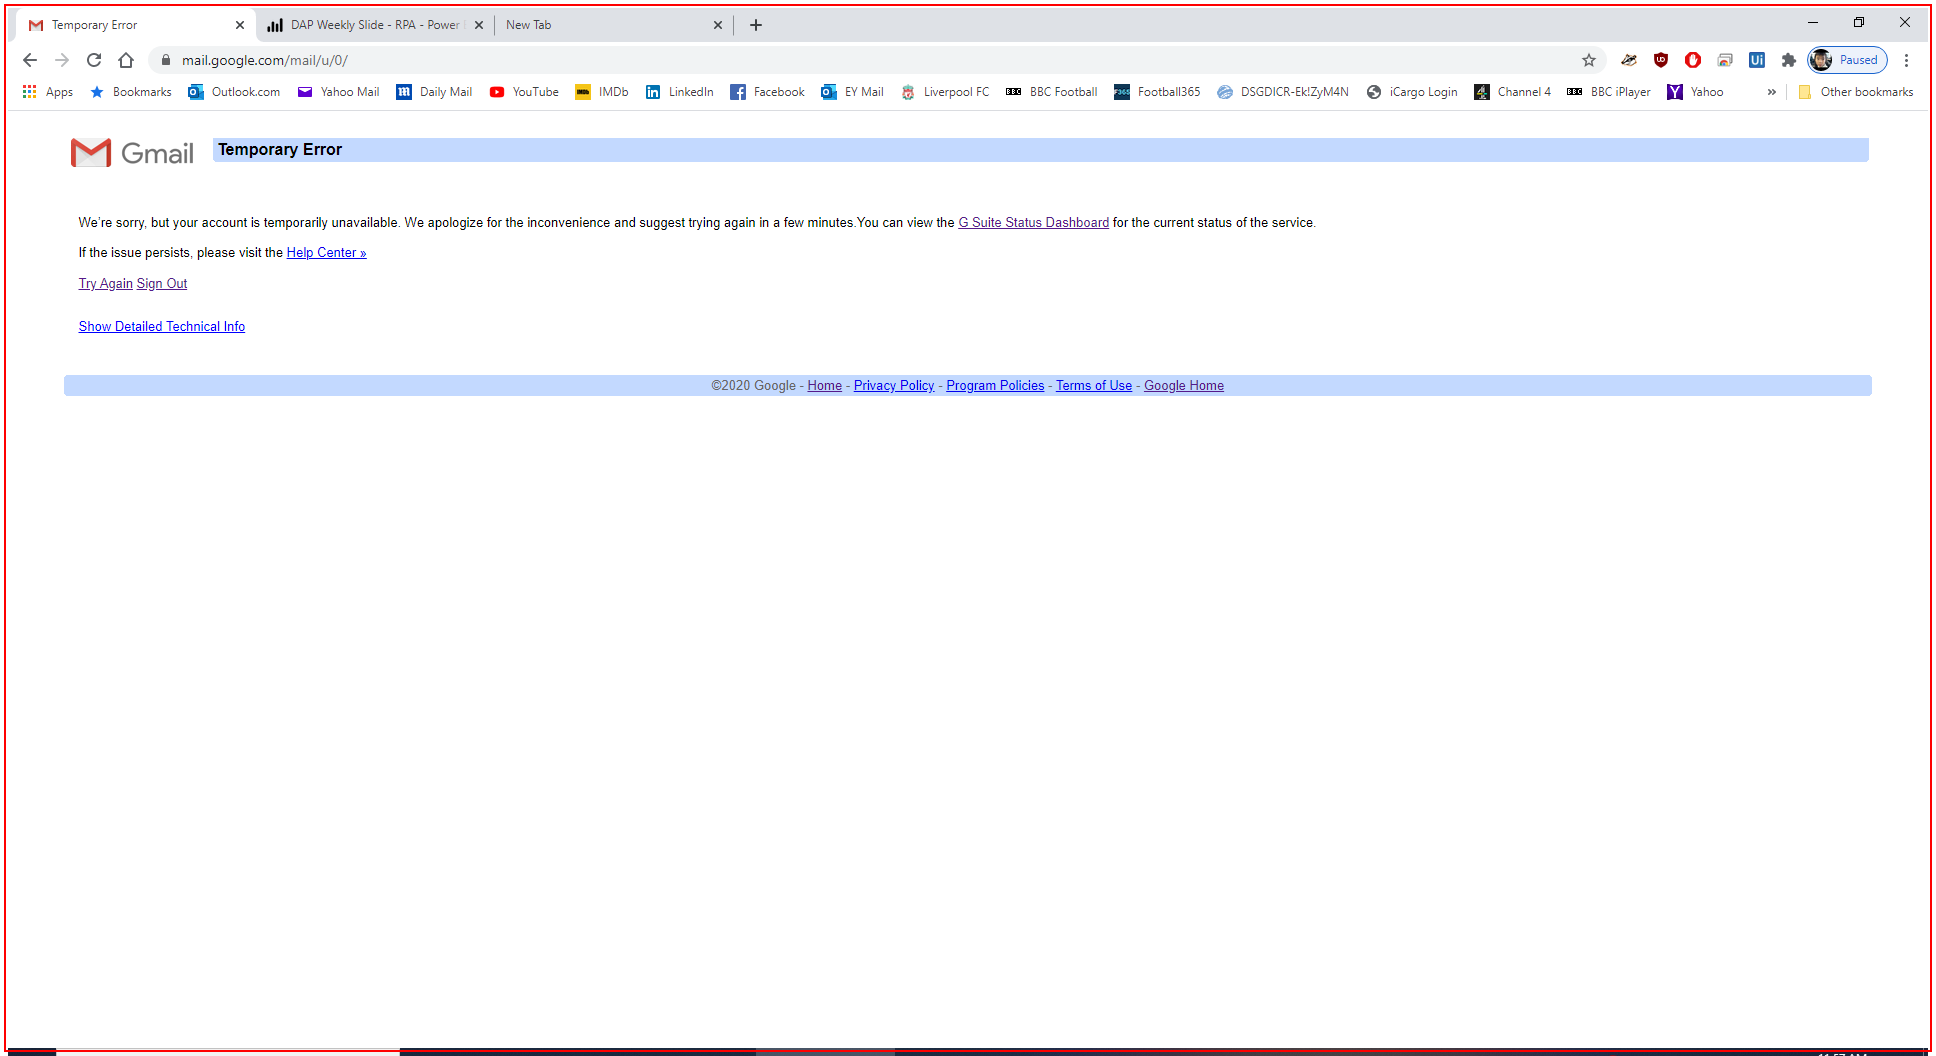 Temporary Error
DAP Weekly Slide - RPA - Power
New Tab
mail.google.com/mail/u/0/
Paused
Apps Bookmarks Outlook.com Yahoo Mail Daily Mail YouTube IMDb LinkedIn Facebook EY Mail Liverpool FC BBC Football Football365 DSGDICR-Ek!ZyM4N iCargo Login Channel 4 BBC iPlayer Yahoo » Other bookmarks
Gmail Temporary Error
We're sorry, but your account is temporarily unavailable. We apologize for the inconvenience and suggest trying again in a few minutes.You can view the G Suite Status Dashboard for the current status of the service.
If the issue persists, please visit the Help Center »
Try Again Sign Out
Show Detailed Technical Info
©2020 Google - Home - Privacy Policy - Program Policies - Terms of Use - Google Home